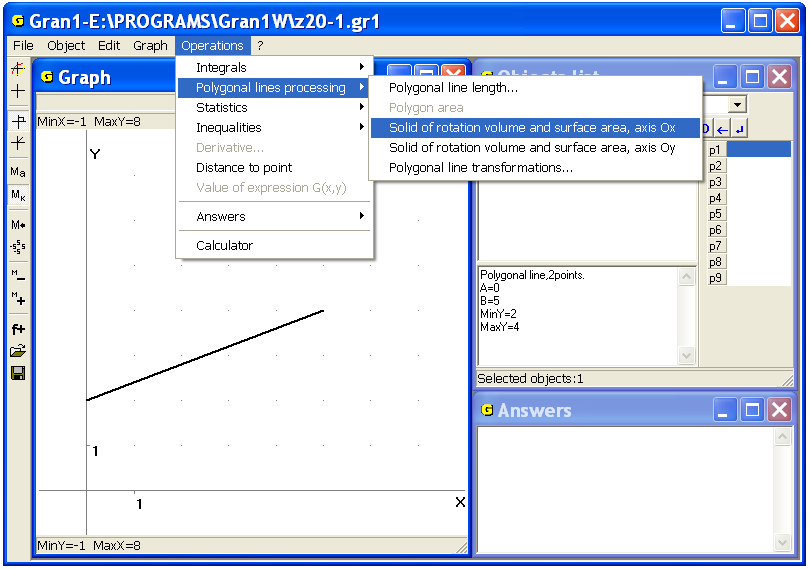 Gran1-E:\PROGRAMS\Gran1W\z20-1.gr1
File Object Edit Graph Operations ?
Graph
Objects list
Integrals
Polygonal lines processing
Statistics
Inequalities
Derivative...
Distance to point
Value of expression G(x,y)
Answers
Calculator
Polygonal line length...
Polygon area
Solid of rotation volume and surface area, axis Ox
Solid of rotation volume and surface area, axis Oy
Polygonal line transformations...
MinX=-1 MaxY=8
Y
1
1
X
MinY=-1 MaxX=8
p1
p2
p3
p4
p5
p6
p7
p8
p9
Polygonal line,2points.
A=0
B=5
MinY=2
MaxY=4
Selected objects:1
Answers
Ma
Mк
M
M
M
f+